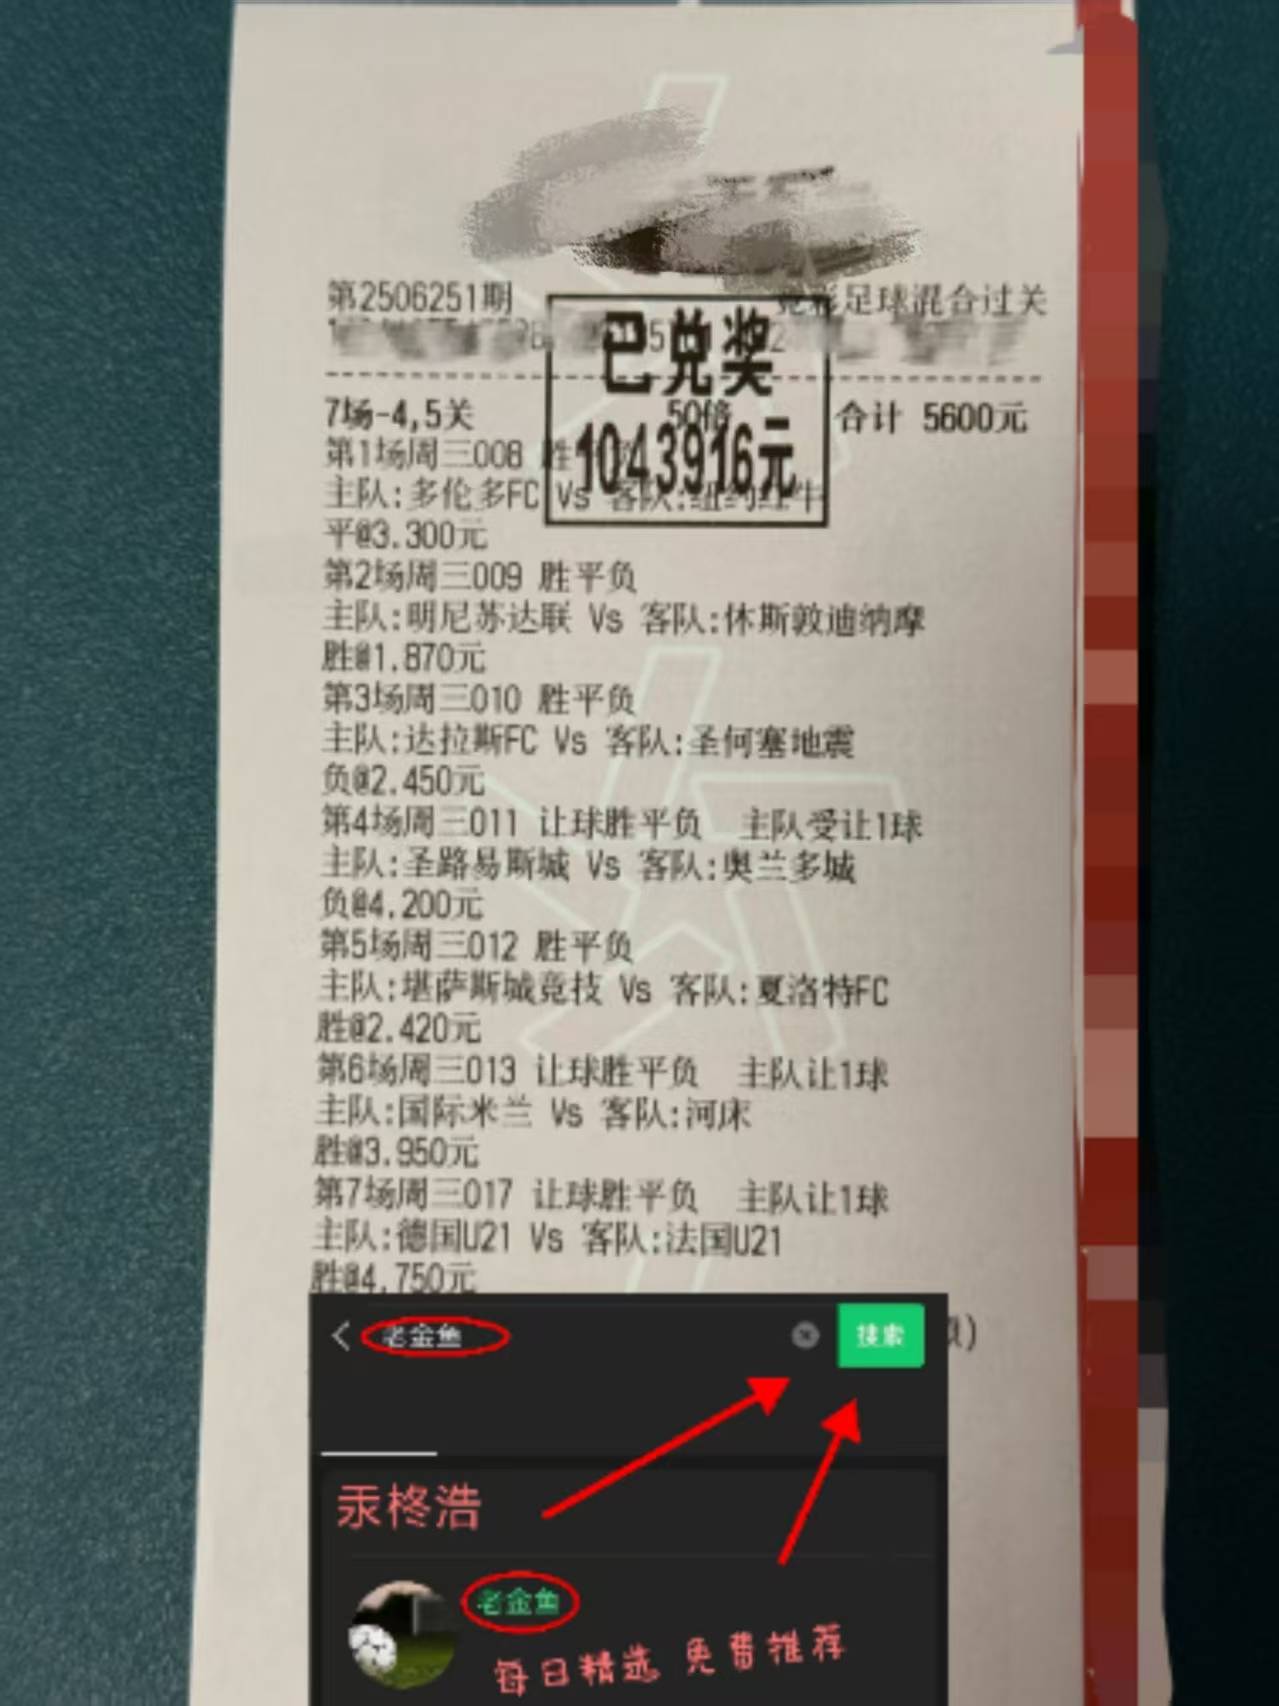 第2506251期
竞彩足球混合过关
已兑奖
1043916元
7场-4,5关 50倍 合计 5600元
第1场周三008 胜
主队:多伦多FC Vs 客队:纽约红牛
平@3.300元
第2场周三009 胜平负
主队:明尼苏达联 Vs 客队:休斯敦迪纳摩
胜@1.870元
第3场周三010 胜平负
主队:达拉斯FC Vs 客队:圣何塞地震
负@2.450元
第4场周三011 让球胜平负 主队受让1球
主队:圣路易斯城 Vs 客队:奥兰多城
负@4.200元
第5场周三012 胜平负
主队:堪萨斯城竞技 Vs 客队:夏洛特FC
胜@2.420元
第6场周三013 让球胜平负 主队让1球
主队:国际米兰 Vs 客队:河床
胜@3.950元
第7场周三017 让球胜平负 主队让1球
主队:德国U21 Vs 客队:法国U21
胜@4.750元
老金鱼 搜索
汞柊浩
老金鱼
每日精选 免费推荐